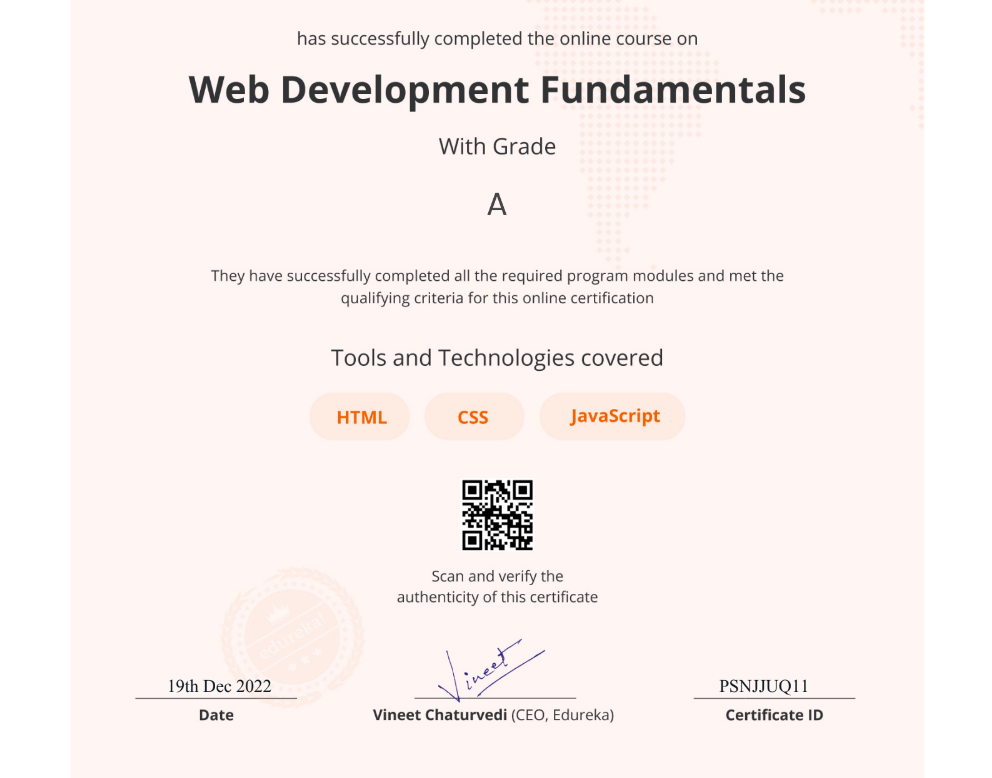 has successfully completed the online course on
Web Development Fundamentals
With Grade
A
They have successfully completed all the required program modules and met the
qualifying criteria for this online certification
Tools and Technologies covered
HTML CSS JavaScript
Scan and verify the
authenticity of this certificate
edureka!
Vineet
19th Dec 2022 PSNJJUQ11
Date Vineet Chaturvedi (CEO, Edureka) Certificate ID